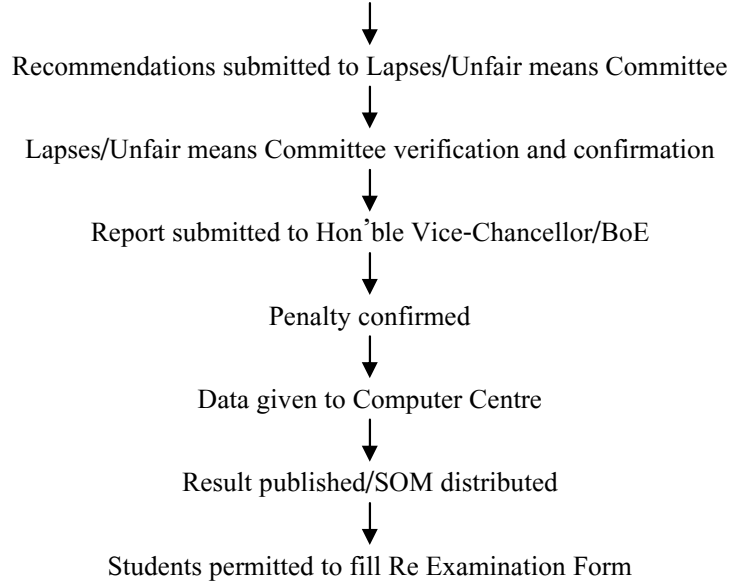 Recommendations submitted to Lapses/Unfair means Committee
Lapses/Unfair means Committee verification and confirmation
Report submitted to Hon'ble Vice-Chancellor/BoE
Penalty confirmed
Data given to Computer Centre
Result published/SOM distributed
Students permitted to fill Re Examination Form